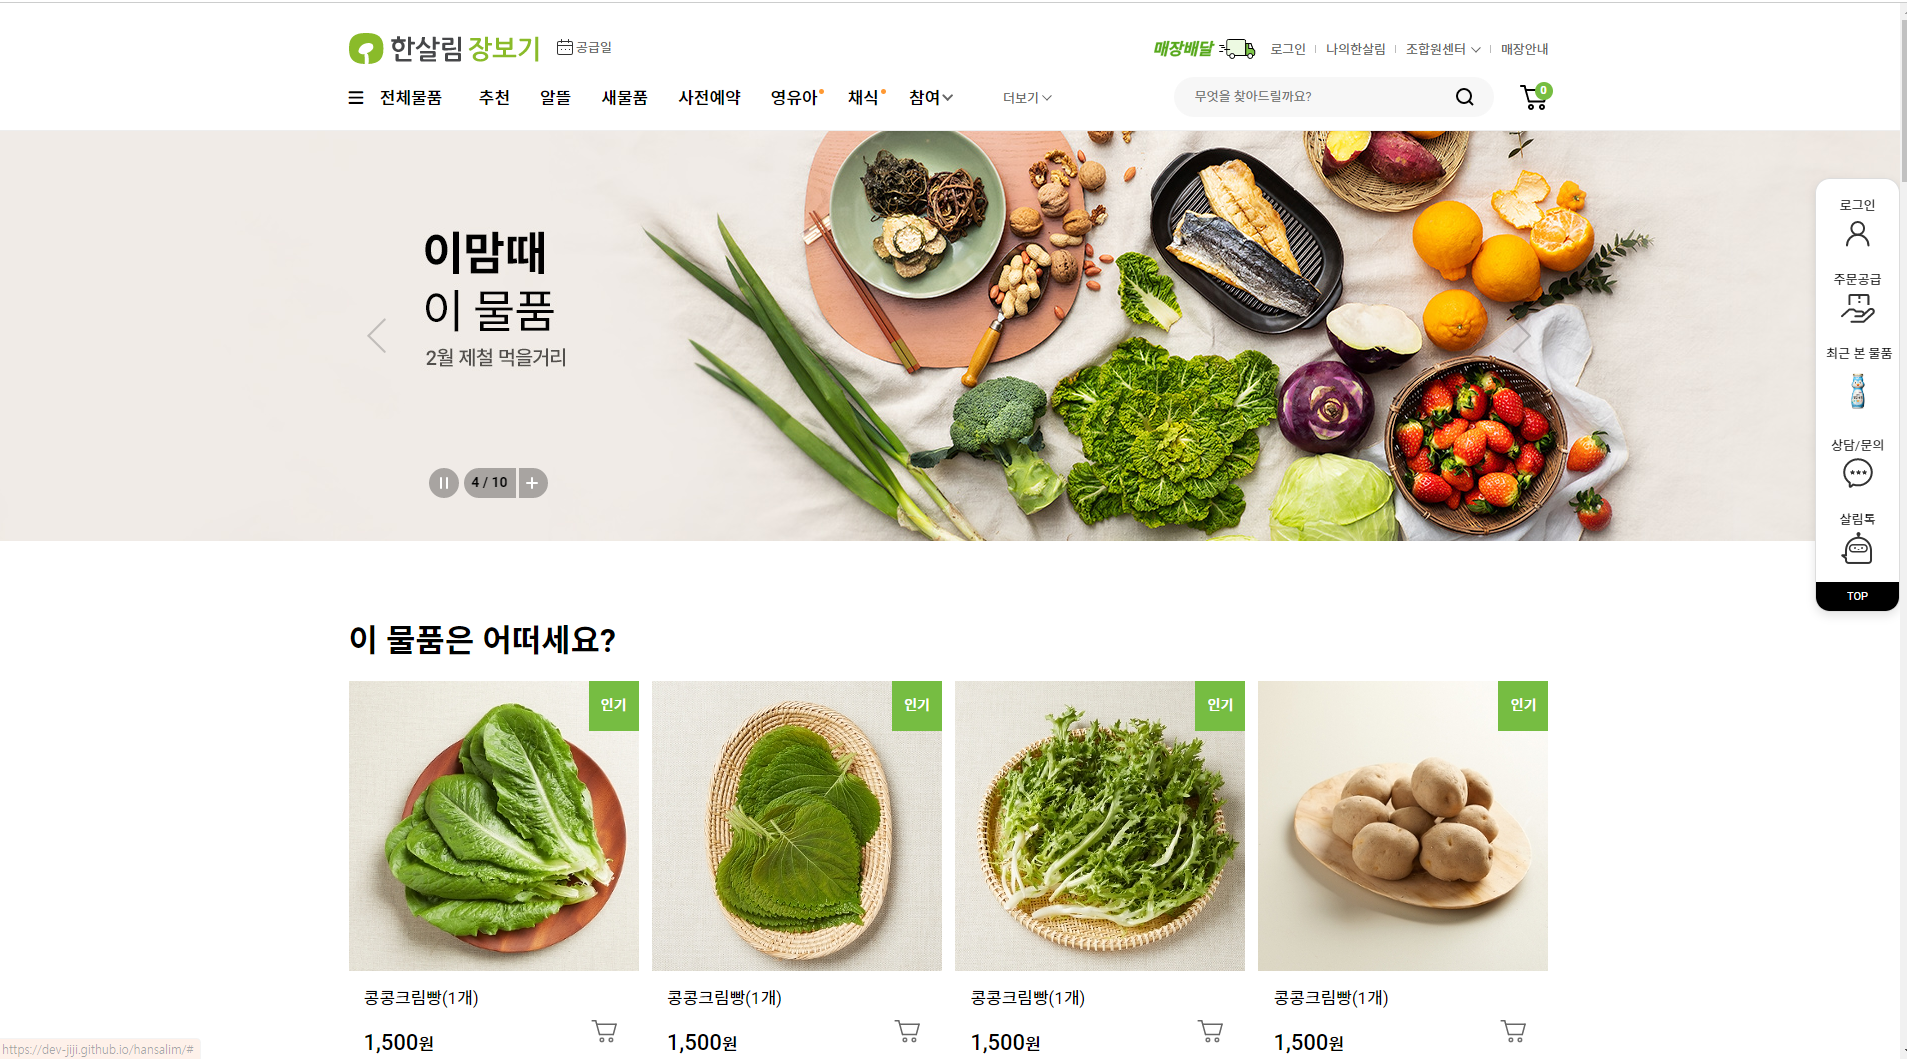 한살림 장보기
공급일
매장배달
로그인
나의한살림
조합원센터
매장안내
전체물품
추천
알뜰
새물품
사전예약
영유아
채식
참여
더보기
무엇을 찾아드릴까요?
0
이맘때
이 물품
2월 제철 먹을거리
4 / 10
로그인
주문공급
최근 본 물품
상담/문의
살림톡
TOP
이 물품은 어떠세요?
인기
인기
인기
인기
콩콩크림빵(1개)
1,500원
콩콩크림빵(1개)
1,500원
콩콩크림빵(1개)
1,500원
콩콩크림빵(1개)
1,500원
https://dev-jiji.github.io/hansalim/#